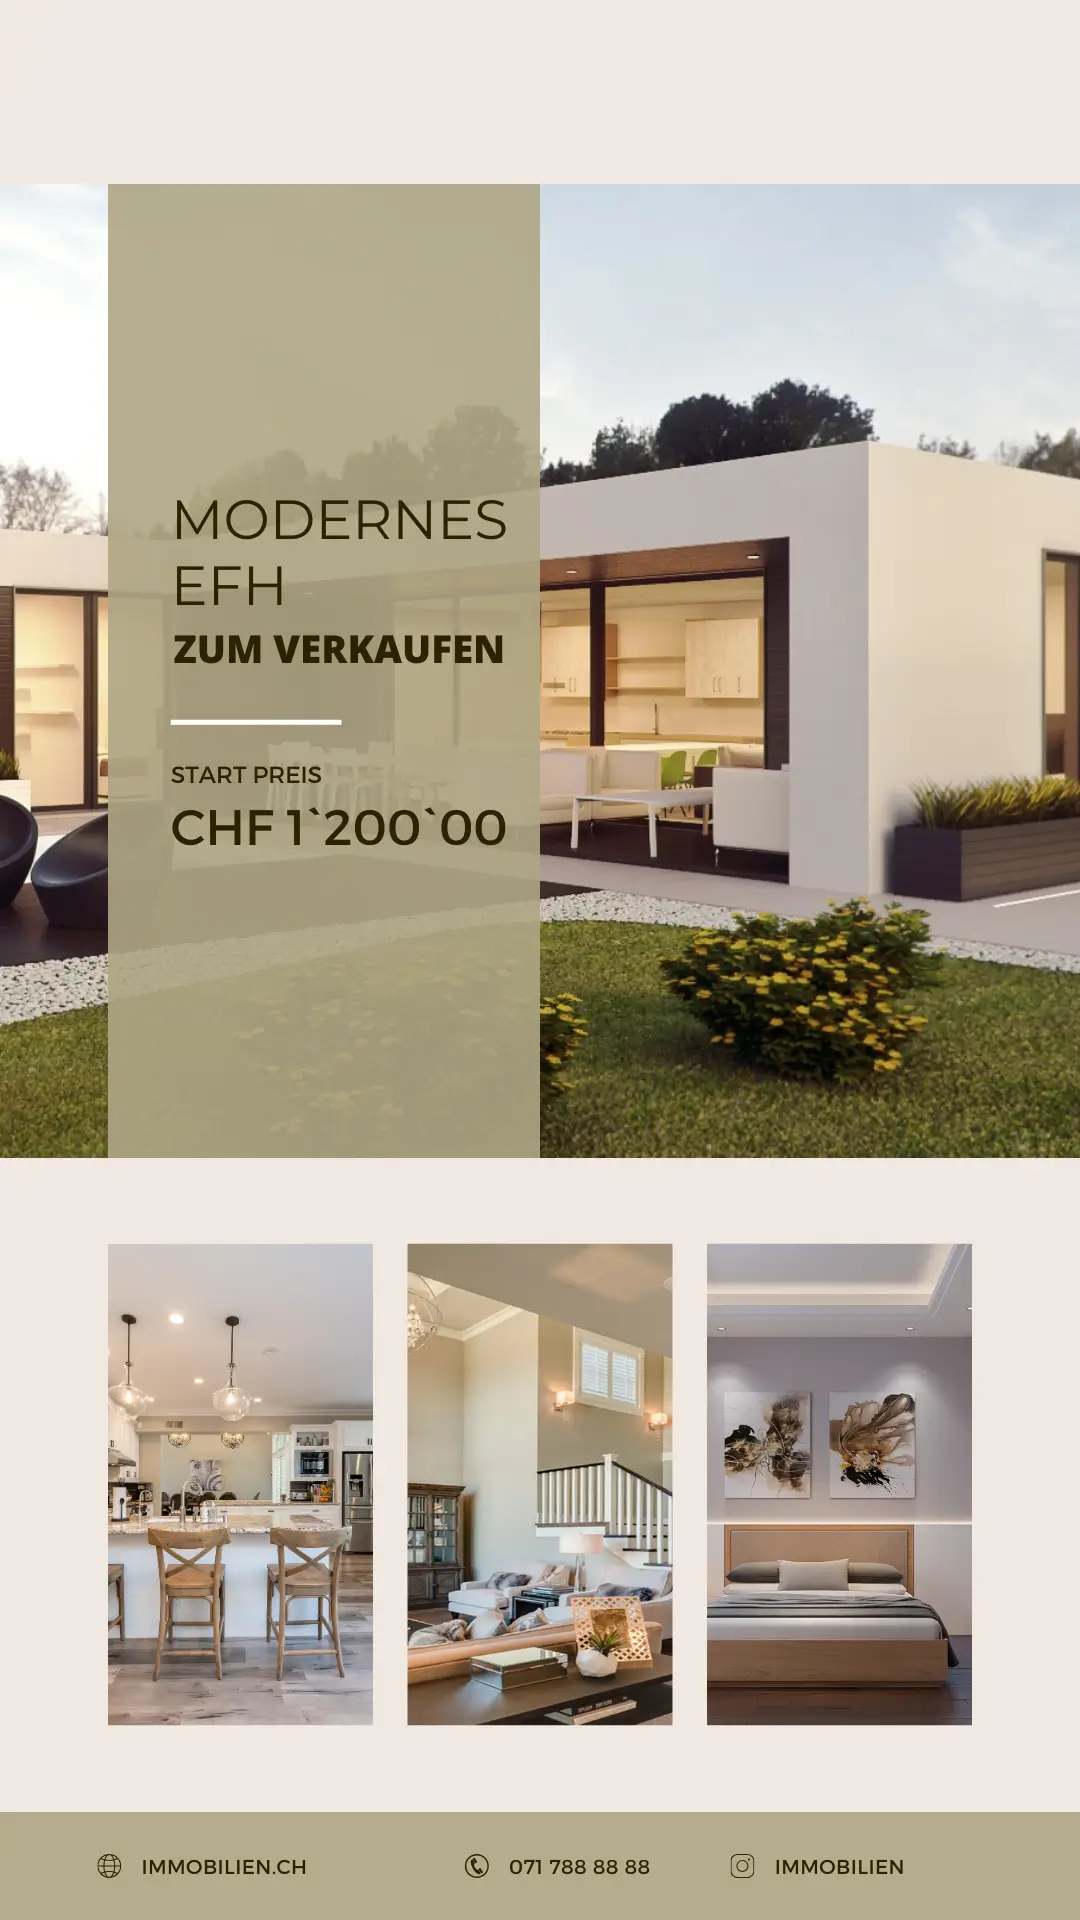 MODERNES
EFH
ZUM VERKAUFEN
START PREIS
CHF 1`200`00
IMMOBILIEN.CH
071 788 88 88
IMMOBILIEN